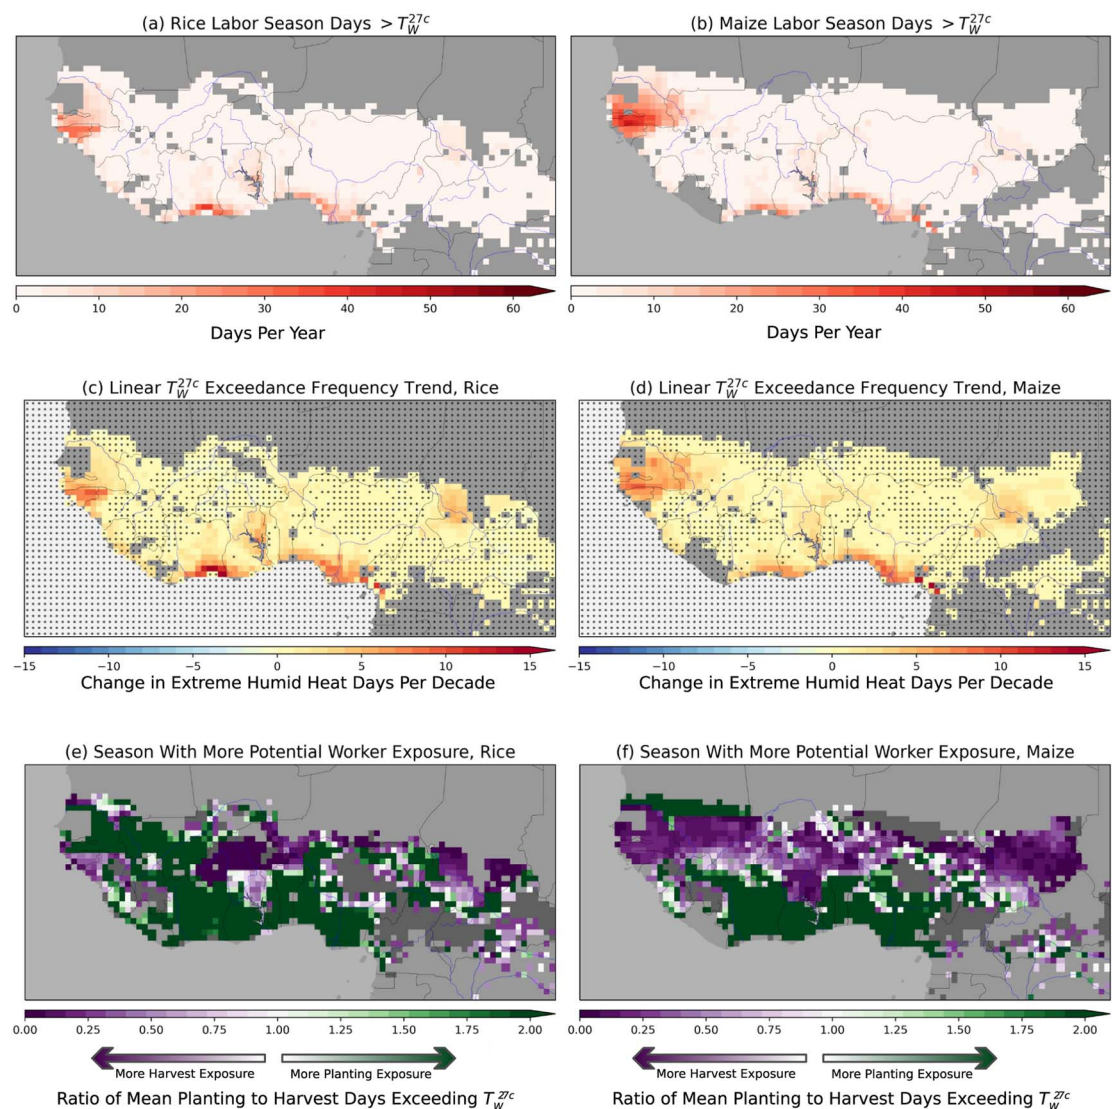 (a) Rice Labor Season Days > T_W^27c
(b) Maize Labor Season Days > T_W^27c
0 10 20 30 40 50 60
0 10 20 30 40 50 60
Days Per Year
Days Per Year
(c) Linear T_W^27c Exceedance Frequency Trend, Rice
(d) Linear T_W^27c Exceedance Frequency Trend, Maize
−15 −10 −5 0 5 10 15
−15 −10 −5 0 5 10 15
Change in Extreme Humid Heat Days Per Decade
Change in Extreme Humid Heat Days Per Decade
(e) Season With More Potential Worker Exposure, Rice
(f) Season With More Potential Worker Exposure, Maize
0.00 0.25 0.50 0.75 1.00 1.25 1.50 1.75 2.00
0.00 0.25 0.50 0.75 1.00 1.25 1.50 1.75 2.00
More Harvest Exposure More Planting Exposure
More Harvest Exposure More Planting Exposure
Ratio of Mean Planting to Harvest Days Exceeding T_W^27c
Ratio of Mean Planting to Harvest Days Exceeding T_W^27c